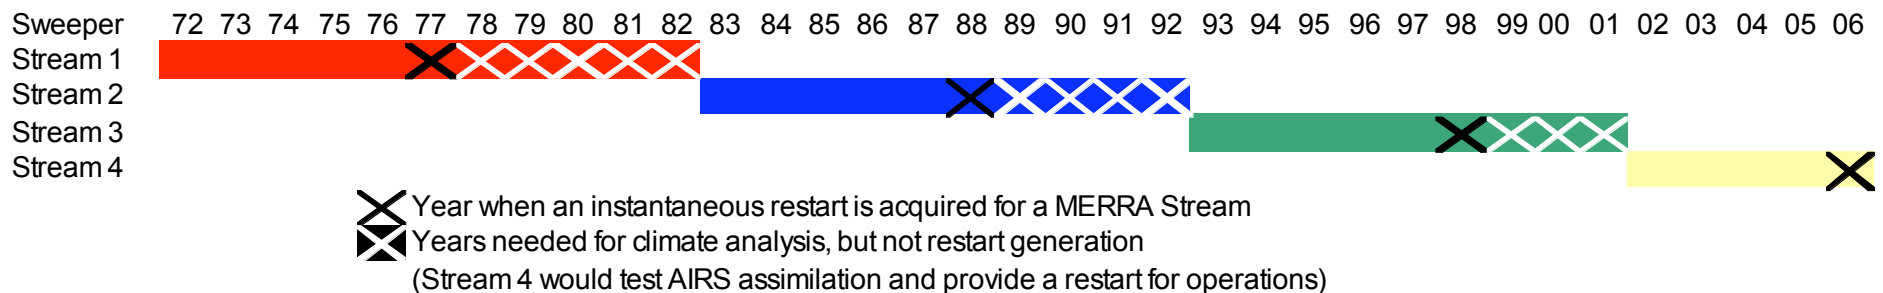 Sweeper 72 73 74 75 76 77 78 79 80 81 82 83 84 85 86 87 88 89 90 91 92 93 94 95 96 97 98 99 00 01 02 03 04 05 06
Stream 1
Stream 2
Stream 3
Stream 4
Year when an instantaneous restart is acquired for a MERRA Stream
Years needed for climate analysis, but not restart generation
(Stream 4 would test AIRS assimilation and provide a restart for operations)